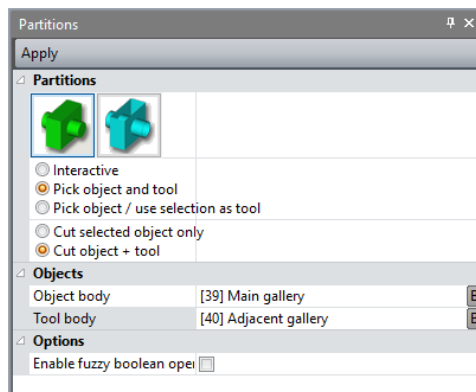 Partitions
Apply
Partitions
Interactive
Pick object and tool
Pick object / use selection as tool
Cut selected object only
Cut object + tool
Objects
Object body [39] Main gallery
Tool body [40] Adjacent gallery
Options
Enable fuzzy boolean